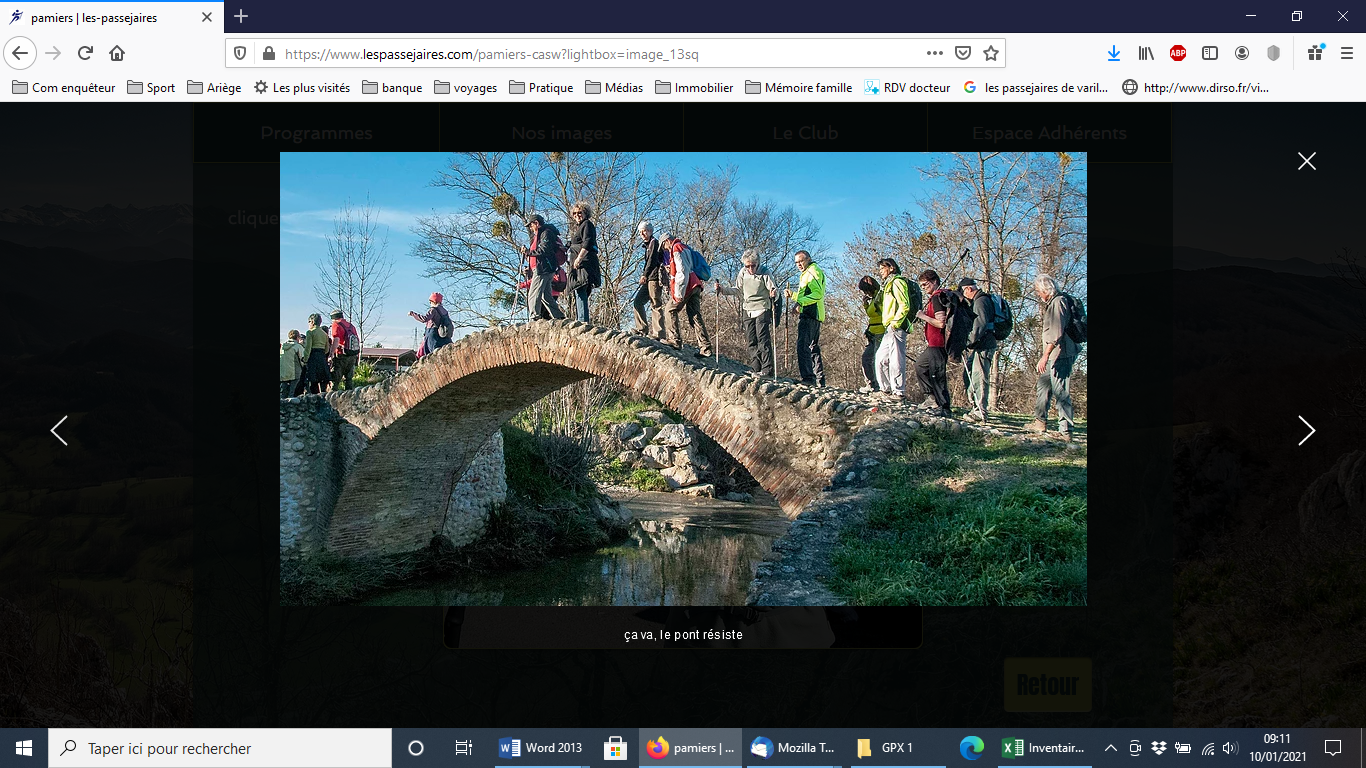 pamiers | les-passejaires
https://www.lespassejaires.com/pamiers-casw?lightbox=image_13sq
Com enquêteur
Sport
Ariège
Les plus visités
banque
voyages
Pratique
Médias
Immobilier
Mémoire famille
RDV docteur
les passejaires de varil...
http://www.dirso.fr/vi...
ABP
Programmes
Nos images
Le Club
Espace Adhérents
clique
ça va, le pont résiste
Retour
Taper ici pour rechercher
Word 2013
pamiers | ...
Mozilla T...
GPX 1
Inventair...
09:11
10/01/2021